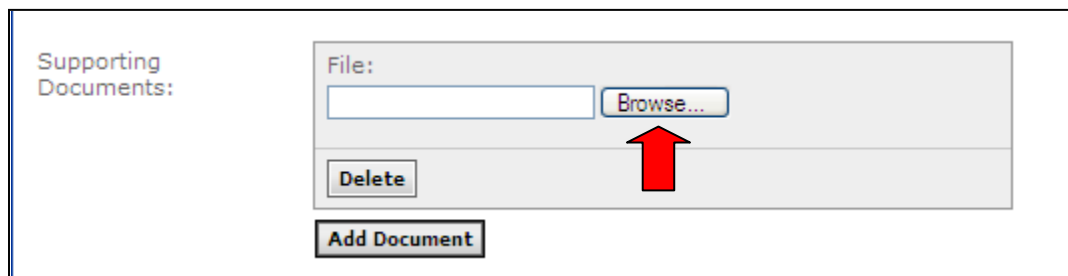 Supporting
Documents:
File:
Browse...
Delete
Add Document